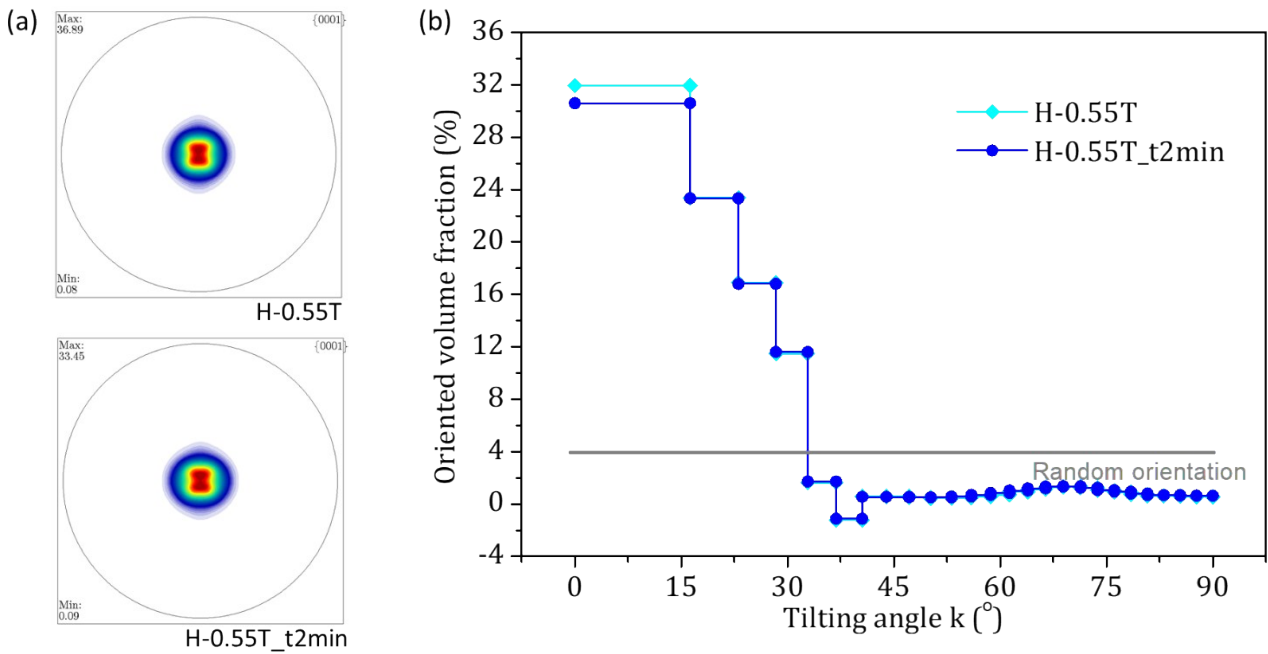 (a)
Max:
36.89
{0001}
Min:
0.08
H-0.55T
Max:
33.45
{0001}
Min:
0.09
H-0.55T_t2min
(b)
Oriented volume fraction (%)
36
32
28
24
20
16
12
8
4
0
-4
H-0.55T
H-0.55T_t2min
Random orientation
0 15 30 45 60 75 90
Tilting angle k (°)